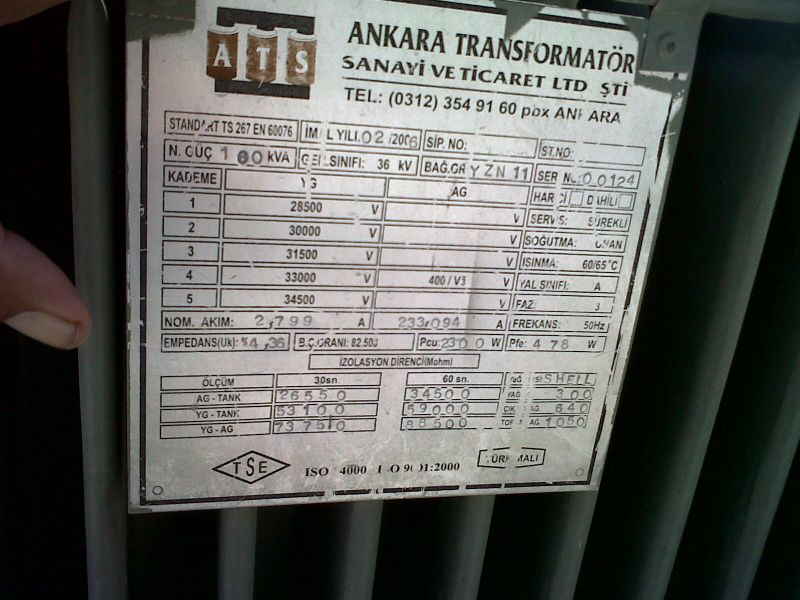 ATS
ANKARA TRANSFORMATÖR
SANAYİ VE TİCARET LTD ŞTİ
TEL: (0312) 354 91 60 pbx ANKARA
STANDART TS 267 EN 60076 İMAL YILI: 02/2006 SİP. NO: ST.NO:
N. GÜÇ 160 kVA GER.SINIFI: 36 kV BAĞ.GR YZN 11 SER NO: 00124
KADEME YG AG HARİCİ DAHİLİ
1 28500 V V SERVİS: SÜREKLİ
2 30000 V V SOĞUTMA: ONAN
3 31500 V V ISINMA: 60/65°C
4 33000 V 400 / V3 V YAL SINIFI: A
5 34500 V V FAZ: 3
NOM. AKIM: 2,799 A 233,094 A FREKANS: 50Hz
EMPEDANS(Uk): %4,36 B.Ç.ORANI: 82.500 Pcu: 2300 W Pfe: 478 W
İZOLASYON DİRENCİ(Mohm)
ÖLÇÜM 30sn. 60 sn. SHELL
AG - TANK 26550 34500 YAĞ 300
YG - TANK 53100 59000 640
YG - AG 73750 88500 1050
TSE ISO 4000 ISO 9001:2000 TÜRK MALI